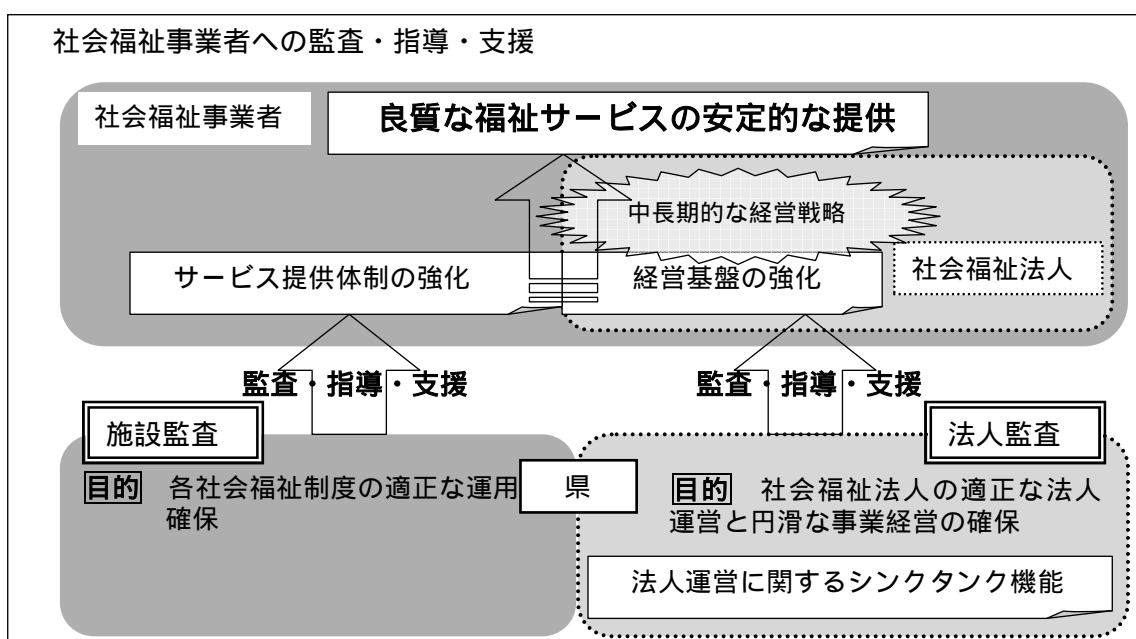 社会福祉事業者への監査・指導・支援
社会福祉事業者
良質な福祉サービスの安定的な提供
中長期的な経営戦略
サービス提供体制の強化
経営基盤の強化
社会福祉法人
監査・指導・支援
監査・指導・支援
施設監査
法人監査
目的 各社会福祉制度の適正な運用
確保
県
目的 社会福祉法人の適正な法人
運営と円滑な事業経営の確保
法人運営に関するシンクタンク機能